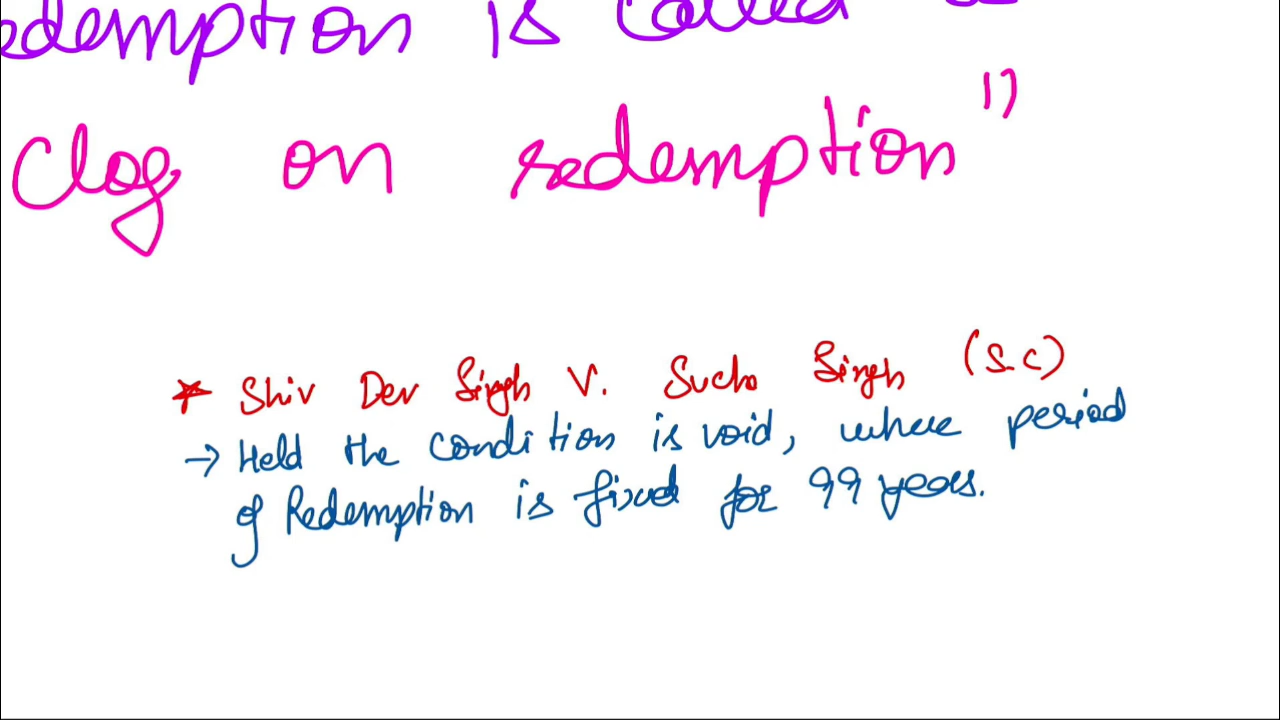 edemption is called
Clog on redemption"
* Shiv Dev Singh V. Sucha Singh (S.C)
→ Held the condition is void, where period
of Redemption is fixed for 99 years.